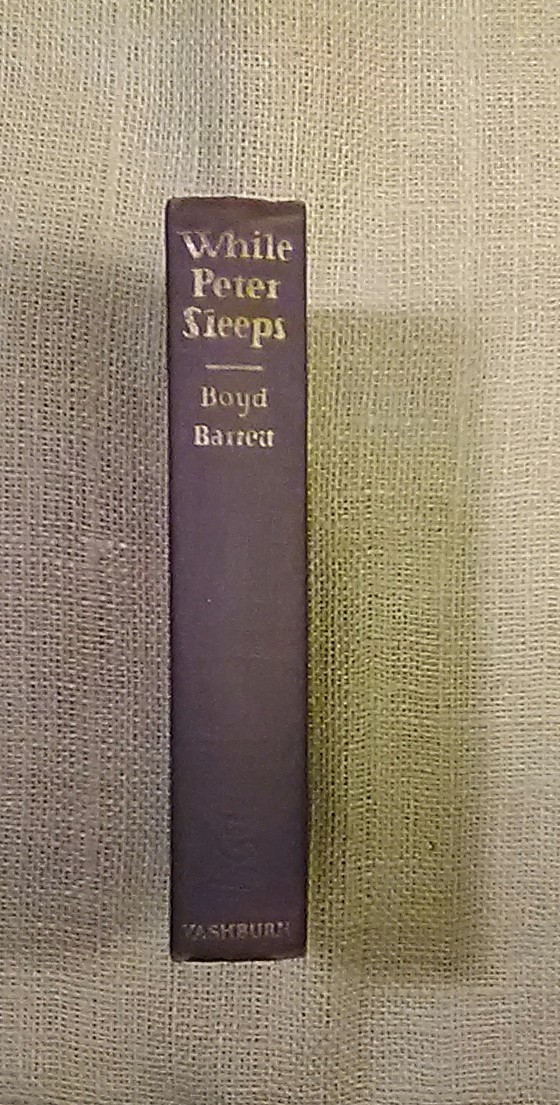 While
Peter
Sleeps
Boyd
Barrett
WASHBURN